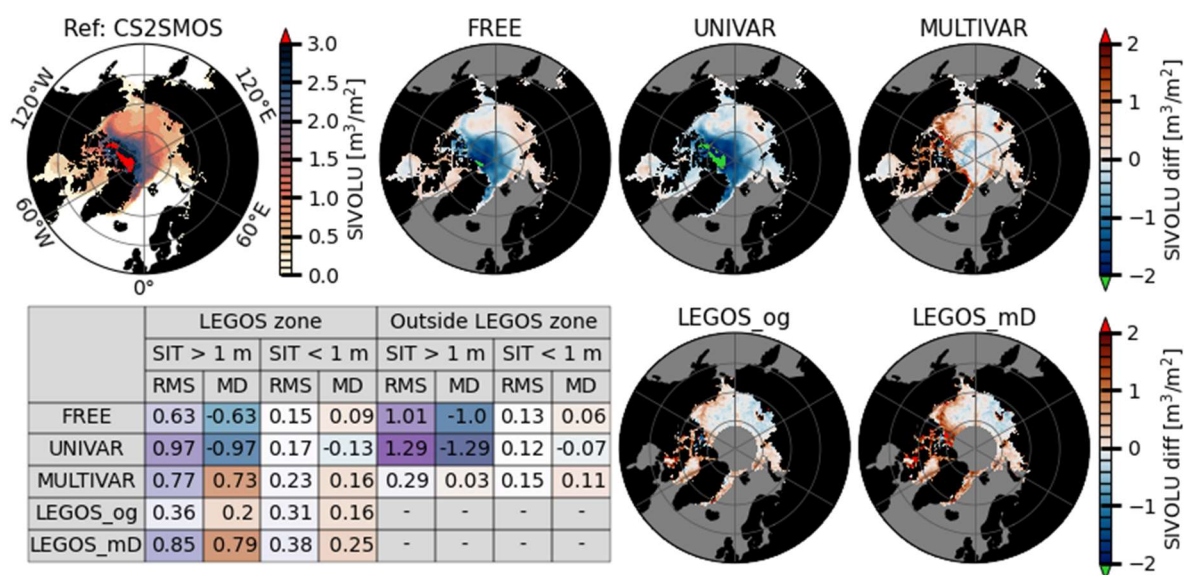 Ref: CS2SMOS
FREE
UNIVAR
MULTIVAR
120°W
120°E
60°W
60°E
0°
3.0
2.5
2.0
1.5
1.0
0.5
0.0
SIVOLU [m³/m²]
2
1
0
−1
−2
SIVOLU diff [m³/m²]
LEGOS zone Outside LEGOS zone
SIT > 1 m SIT < 1 m SIT > 1 m SIT < 1 m
RMS MD RMS MD RMS MD RMS MD
FREE 0.63 -0.63 0.15 0.09 1.01 -1.0 0.13 0.06
UNIVAR 0.97 -0.97 0.17 -0.13 1.29 -1.29 0.12 -0.07
MULTIVAR 0.77 0.73 0.23 0.16 0.29 0.03 0.15 0.11
LEGOS_og 0.36 0.2 0.31 0.16 - - - -
LEGOS_mD 0.85 0.79 0.38 0.25 - - - -
LEGOS_og
LEGOS_mD
2
1
0
−1
−2
SIVOLU diff [m³/m²]